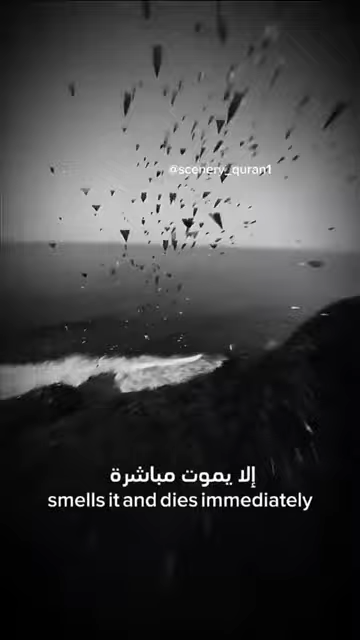 @scenery_quran1
إلا يموت مباشرة
smells it and dies immediately